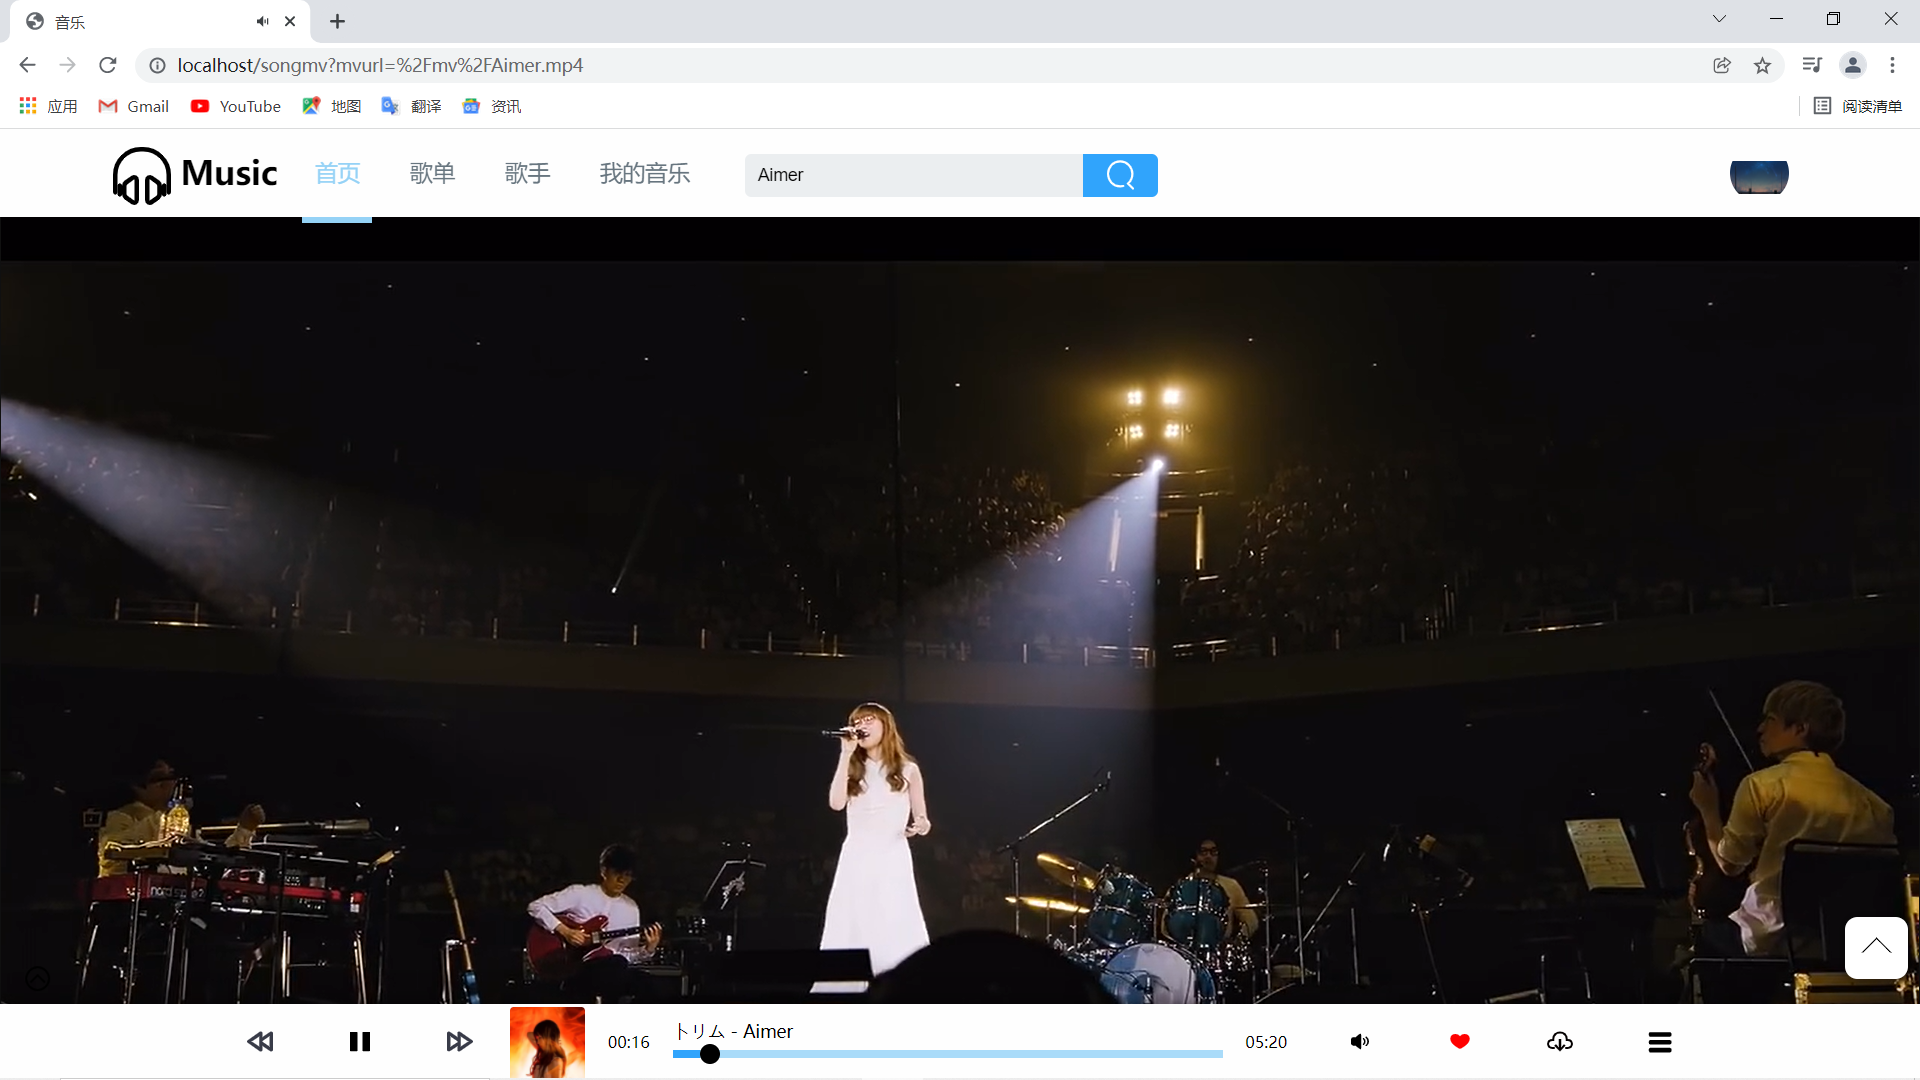 音乐
localhost/songmv?mvurl=%2Fmv%2FAimer.mp4
应用 Gmail YouTube 地图 翻译 资讯 阅读清单
Music 首页 歌单 歌手 我的音乐 Aimer
トリム - Aimer
00:16 05:20